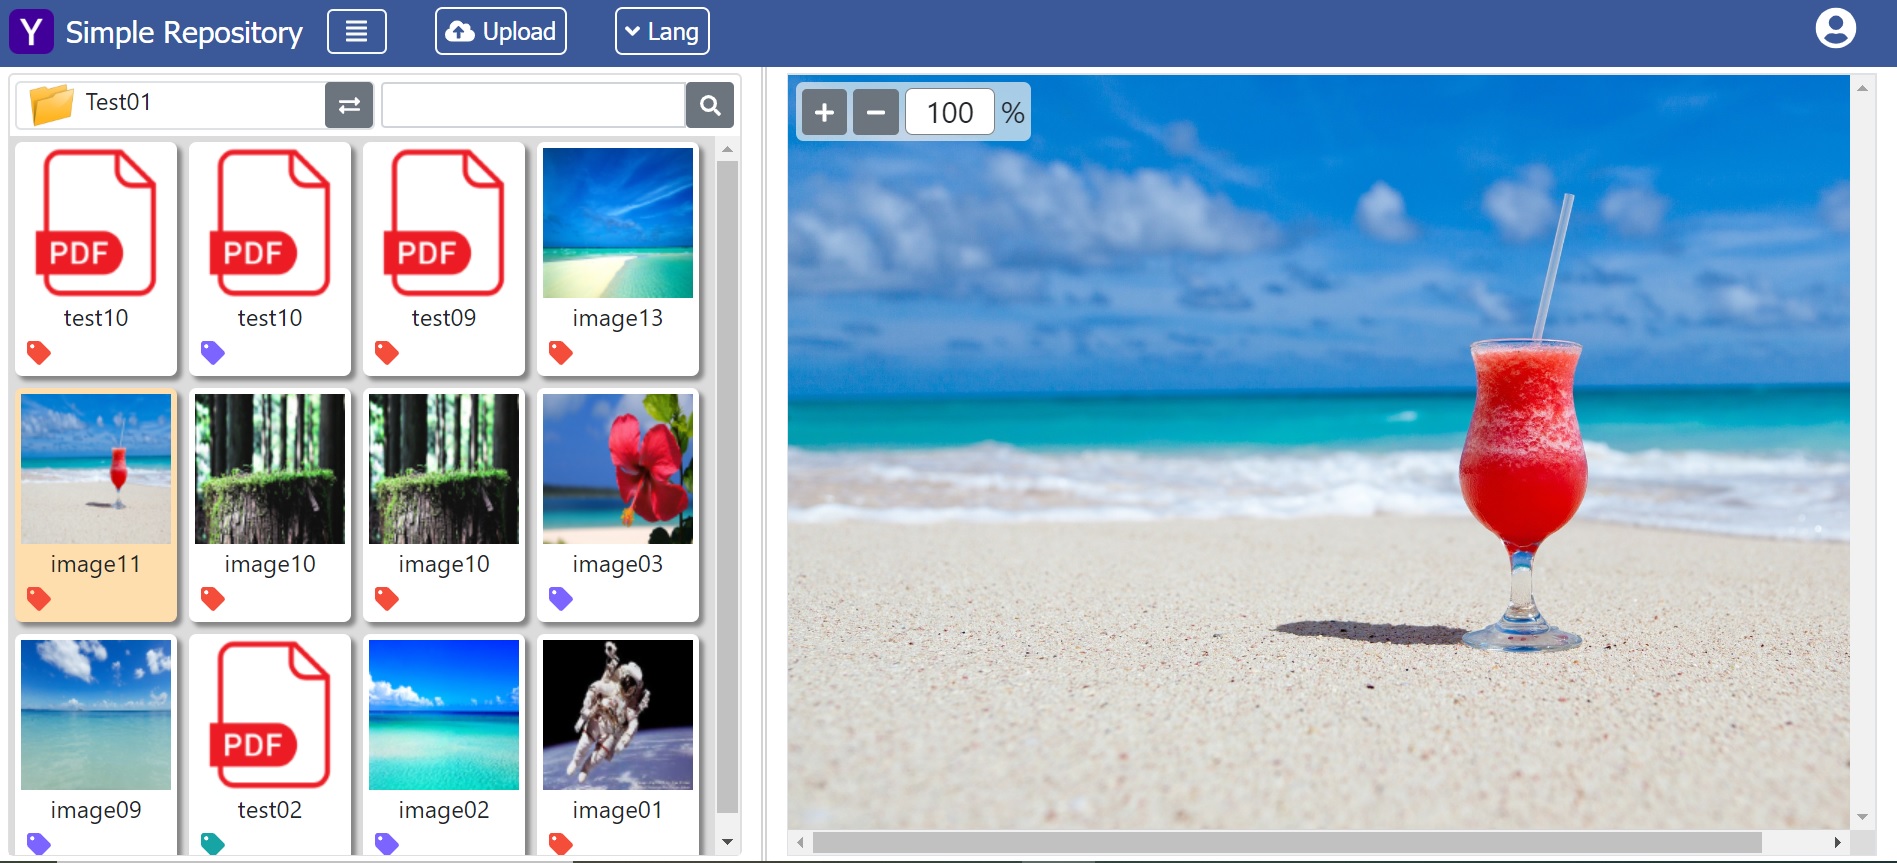 Y Simple Repository Upload Lang
Test01
100 %
PDF PDF PDF
test10 test10 test09 image13
image11 image10 image10 image03
PDF
image09 test02 image02 image01